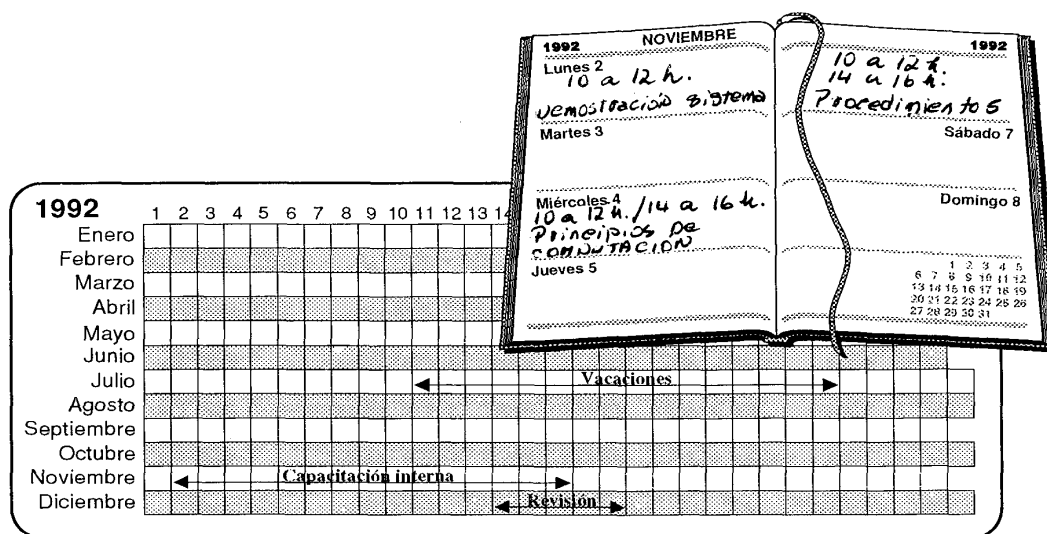 1992 NOVIEMBRE
Lunes 2
10 a 12 h.
Demostración sistema
Martes 3
Miércoles 4
10 a 12 h./14 a 16 h.
Principios DE
CONMUTACIÓN
Jueves 5
1992
10 a 12 h.
14 a 16 h.
Procedimientos
Sábado 7
Domingo 8
1 2 3 4 5
6 7 8 9 10 11 12
13 14 15 16 17 18 19
20 21 22 23 24 25 26
27 28 29 30 31
1992 1 2 3 4 5 6 7 8 9 10 11 12 13 14
Enero
Febrero
Marzo
Abril
Mayo
Junio
Julio Vacaciones
Agosto
Septiembre
Octubre
Noviembre Capacitación interna
Diciembre Revisión